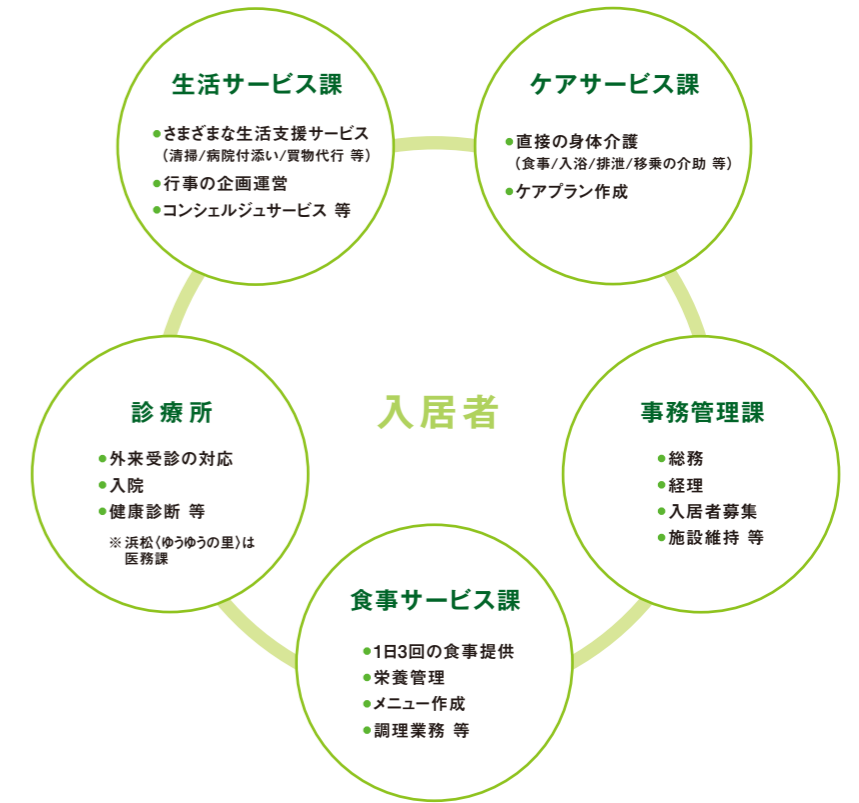 生活サービス課
●さまざまな生活支援サービス
（清掃/病院付添い/買物代行 等）
●行事の企画運営
●コンシェルジュサービス 等
ケアサービス課
●直接の身体介護
（食事/入浴/排泄/移乗の介助 等）
●ケアプラン作成
入居者
診療所
●外来受診の対応
●入院
●健康診断 等
※浜松〈ゆうゆうの里〉は
医務課
事務管理課
●総務
●経理
●入居者募集
●施設維持 等
食事サービス課
●1日3回の食事提供
●栄養管理
●メニュー作成
●調理業務 等